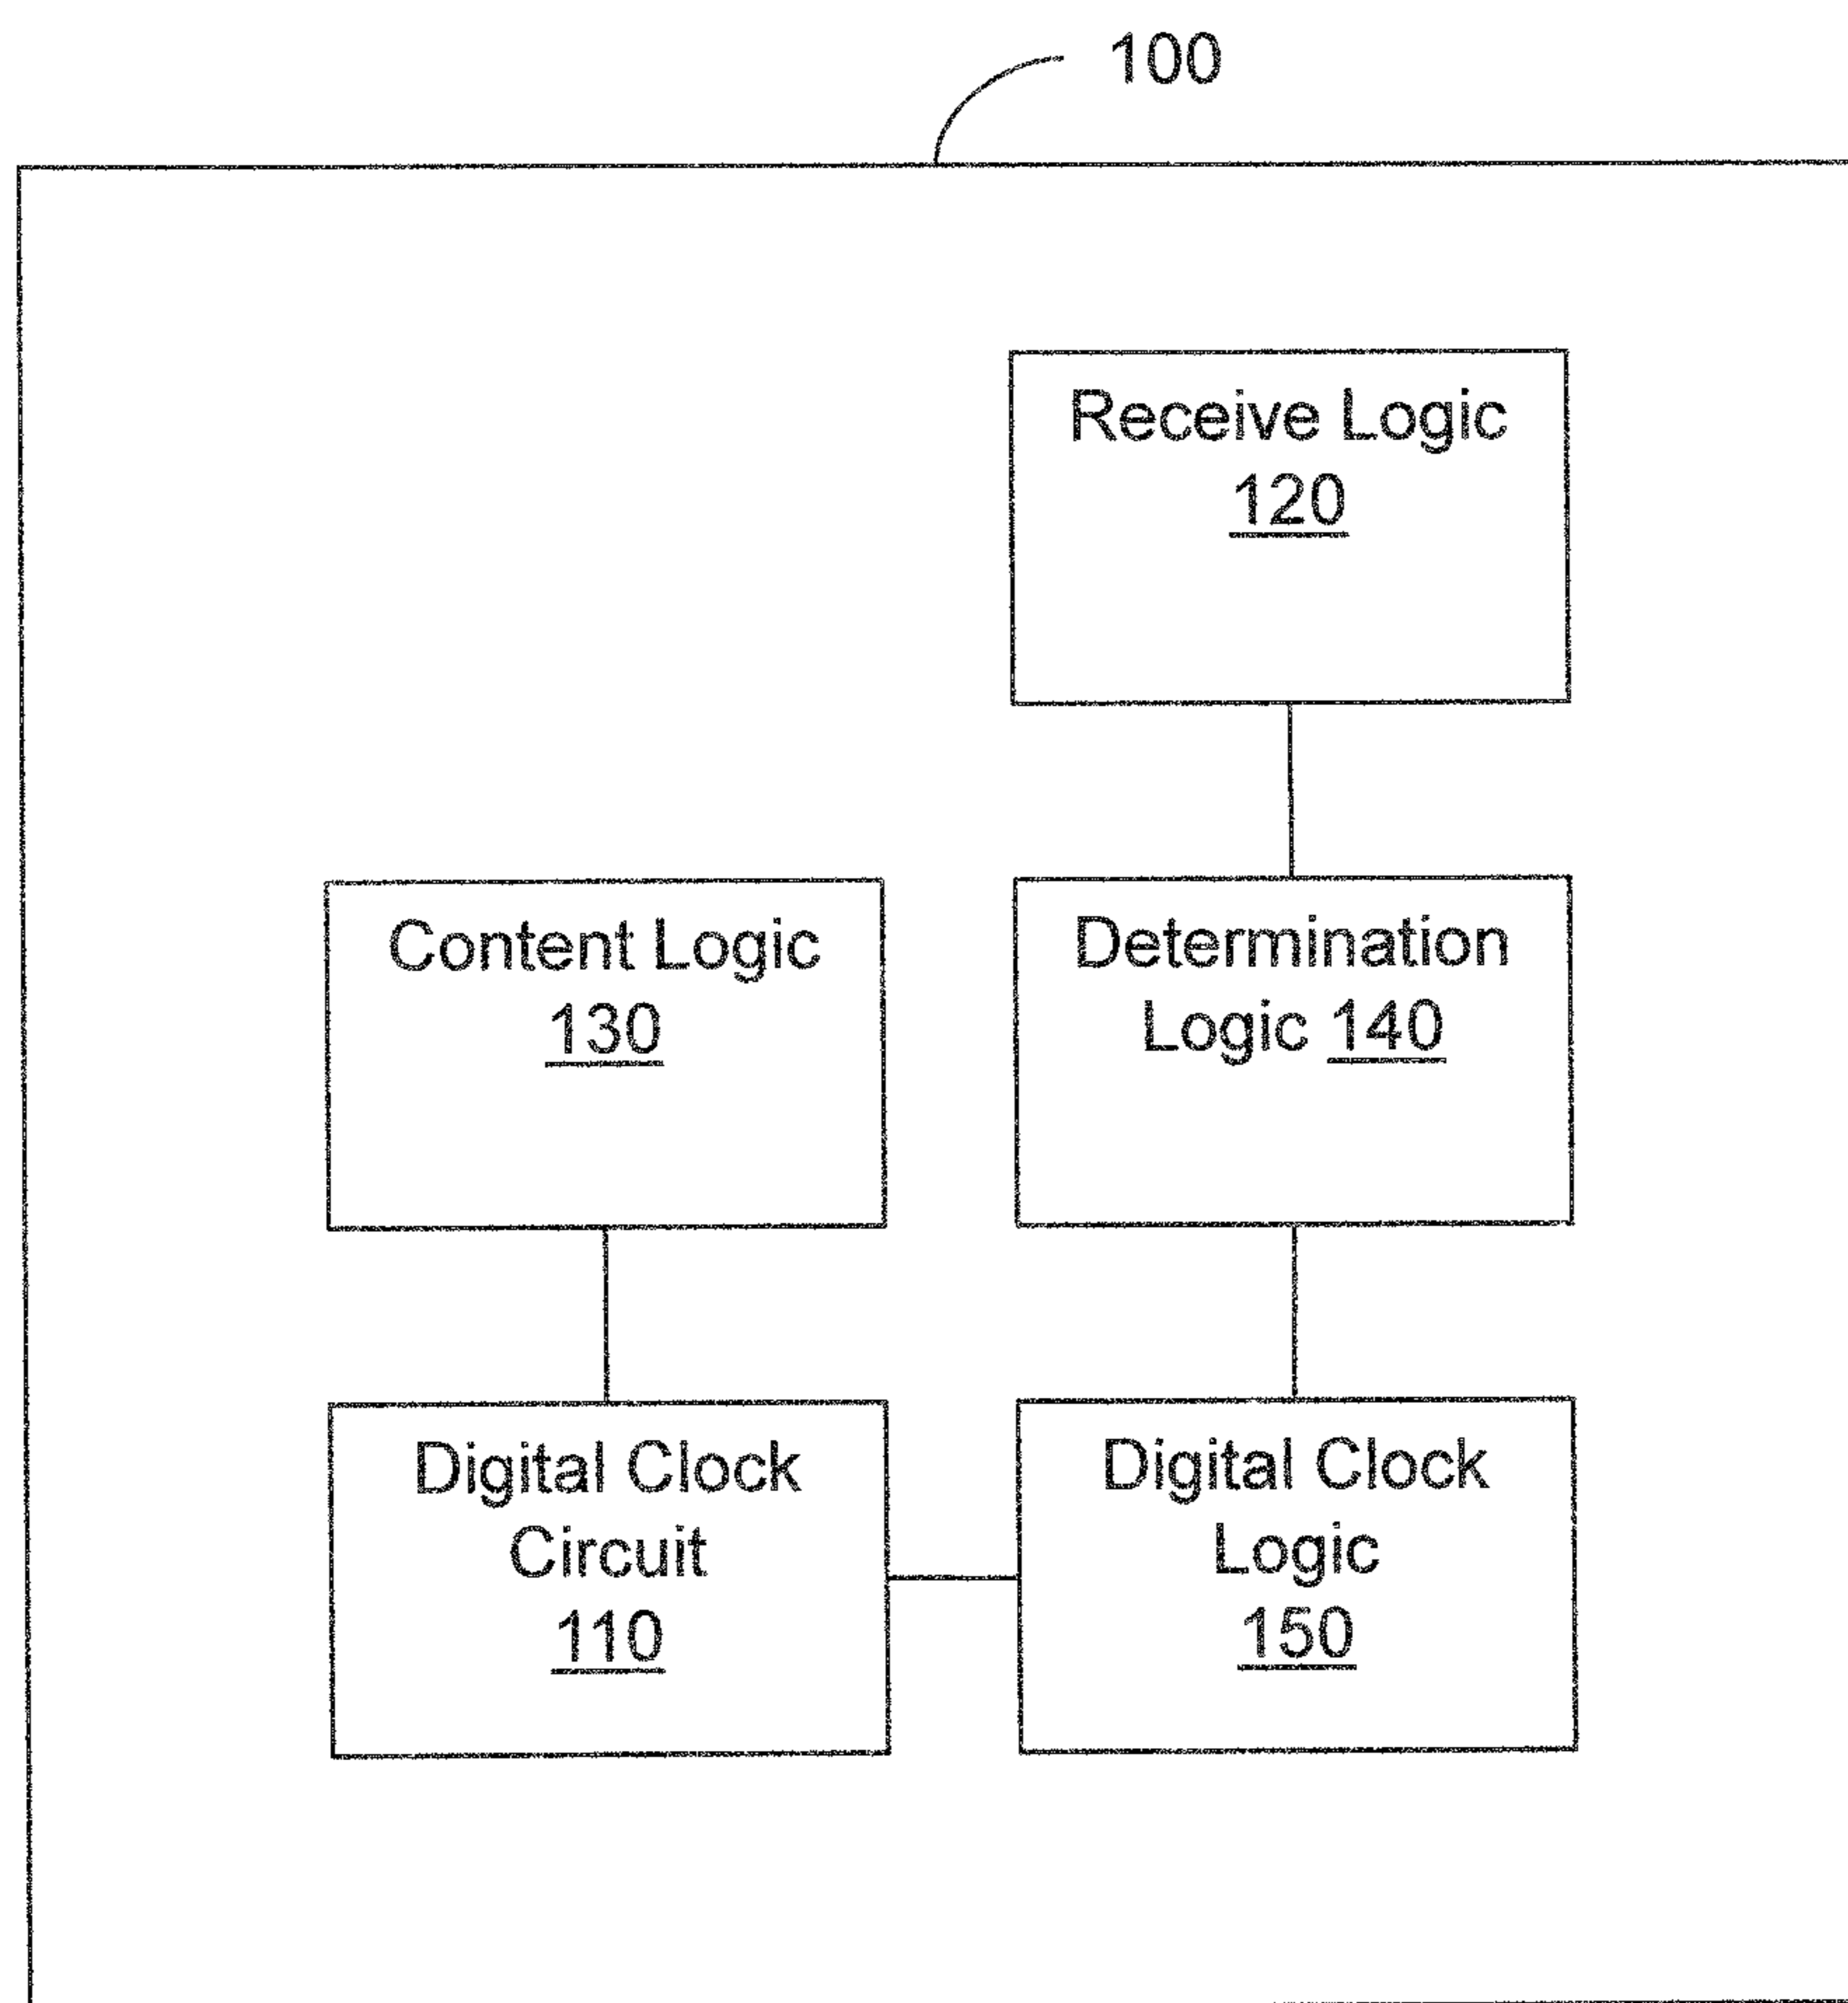 100
Receive Logic
120
Content Logic
130
Determination
Logic 140
Digital Clock
Circuit
110
Digital Clock
Logic
150